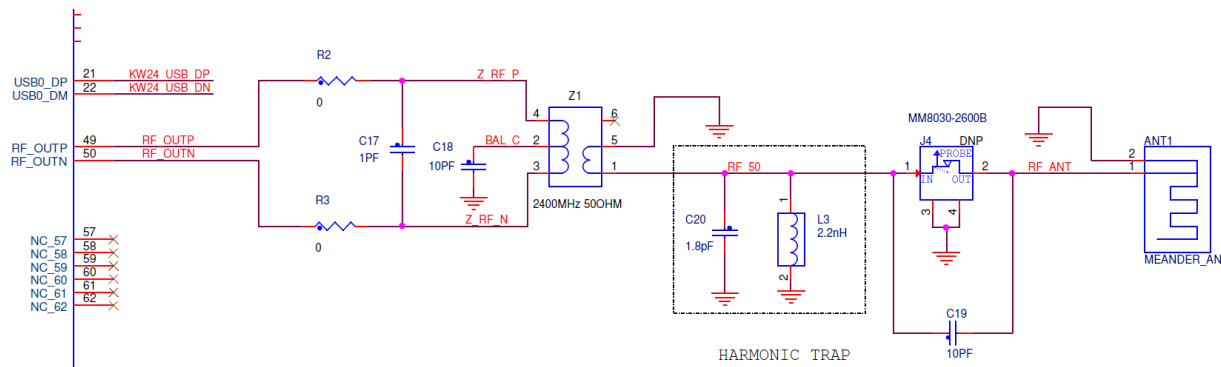 USB0_DP 21 KW24_USB_DP
USB0_DM 22 KW24_USB_DN
RF_OUTP 49 RF_OUTP
RF_OUTN 50 RF_OUTN
NC_57 57
NC_58 58
NC_59 59
NC_60 60
NC_61 61
NC_62 62
R2
0
R3
0
C17
1PF
Z_RF_P
BAL_C
C18
10PF
Z_RF_N
Z1
4
2
3
6
5
1
2400MHz 50OHM
RF_50
C20
1.8pF
1
L3
2.2nH
2
HARMONIC TRAP
MM8030-2600B
J4 DNP
PROBE
1
IN OUT
2
3
4
C19
10PF
RF_ANT
ANT1
2
1
MEANDER_AN